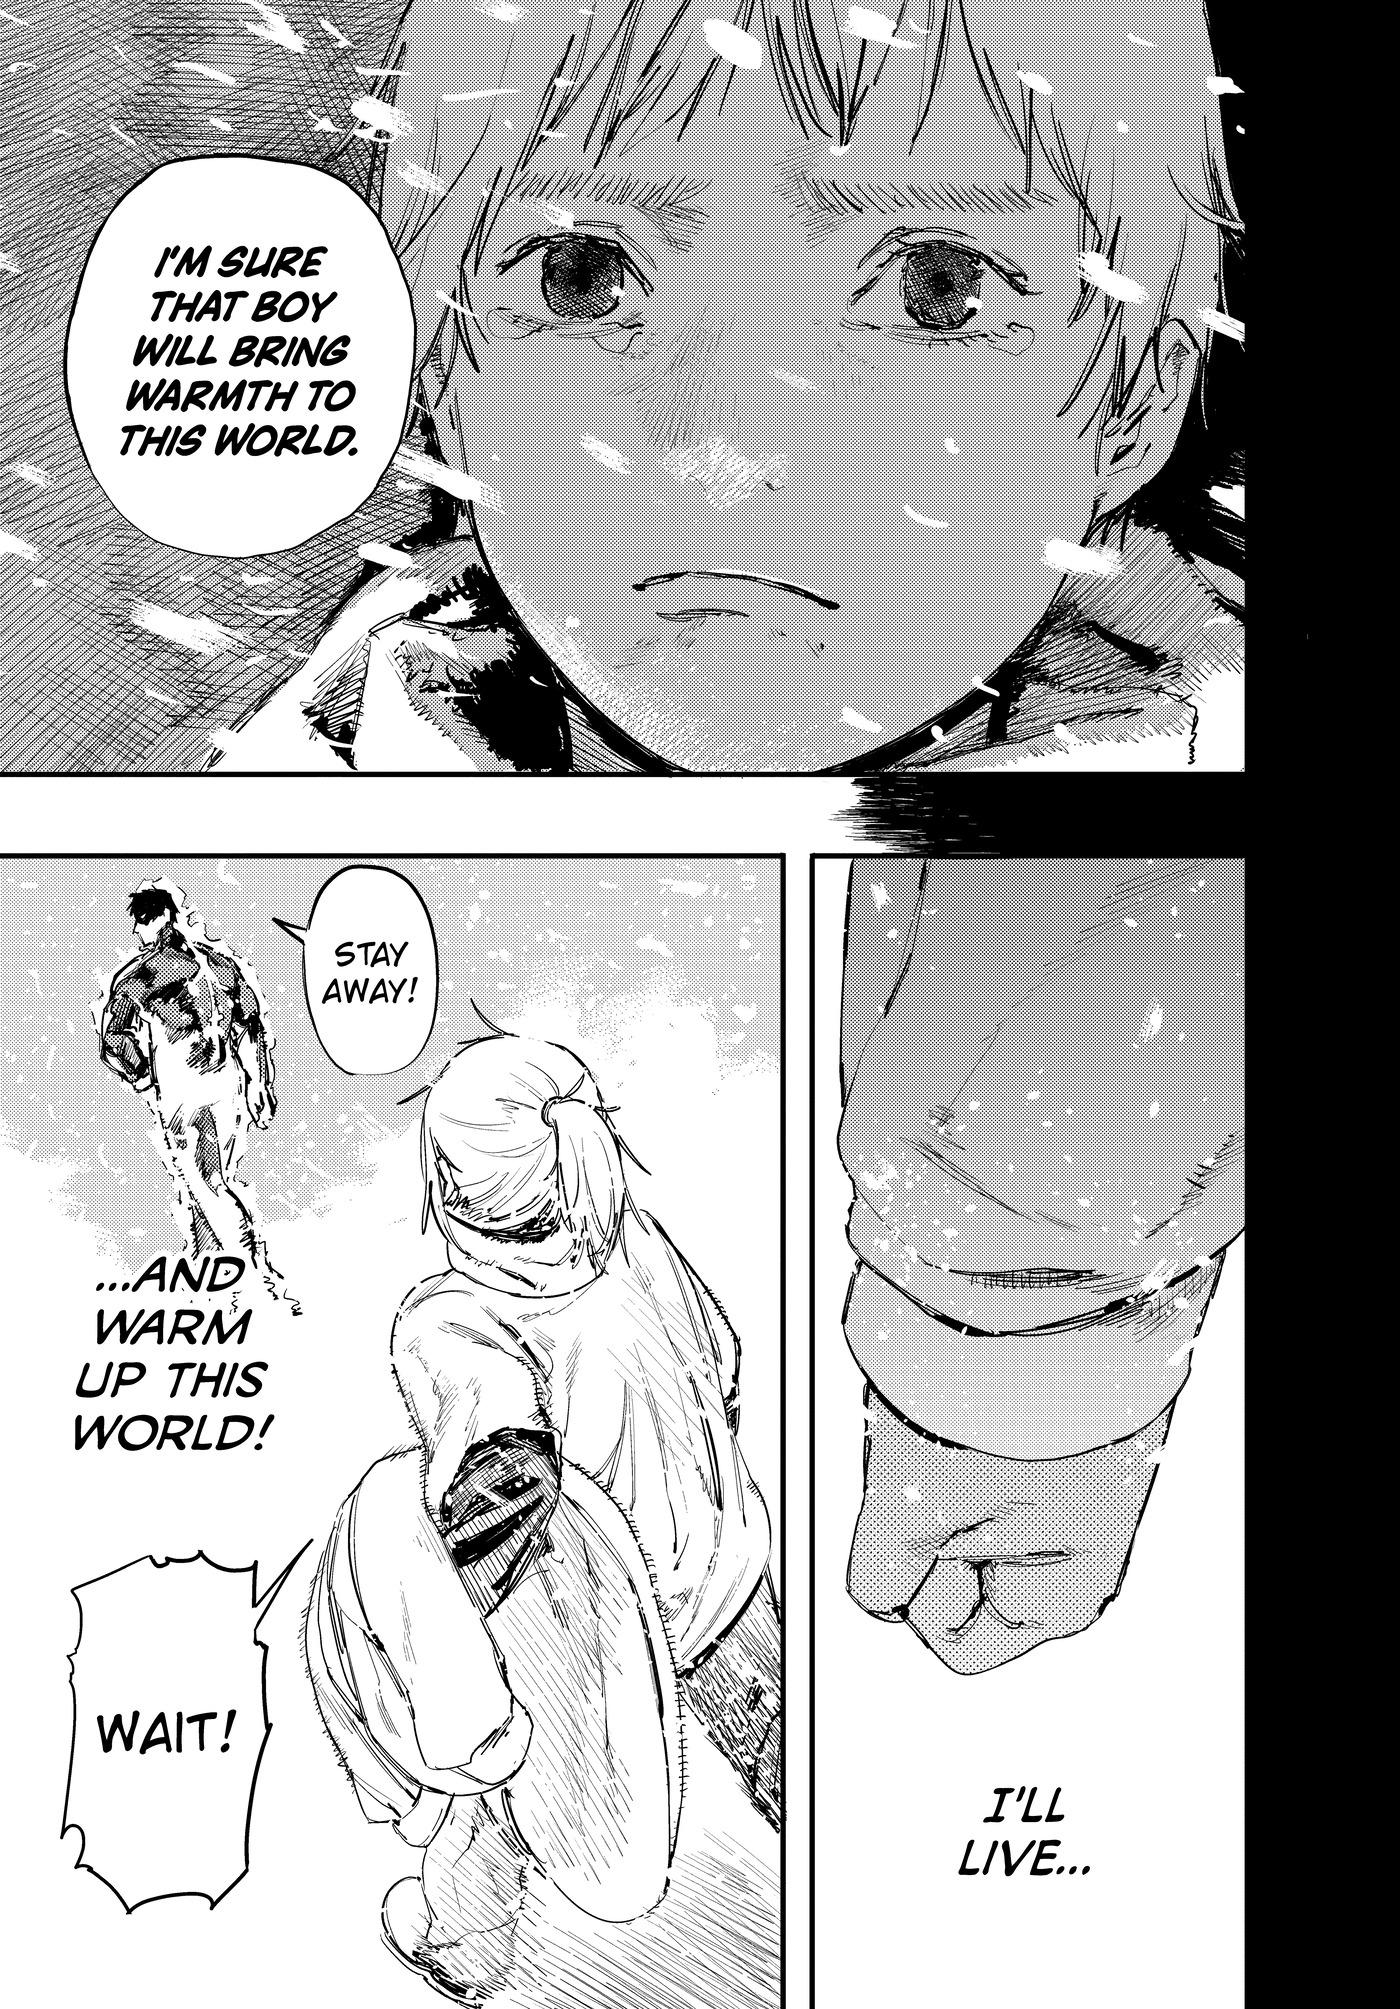 I'M SURE
THAT BOY
WILL BRING
WARMTH TO
THIS WORLD.
I'LL
LIVE...
STAY
AWAY!
...AND
WARM
UP THIS
WORLD!
WAIT!